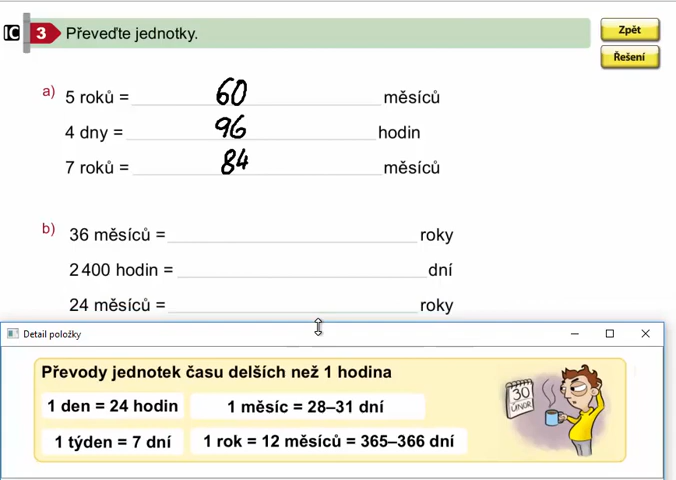 IC 3 Převeďte jednotky.
Zpět
Řešení
a) 5 roků = 60 měsíců
4 dny = 96 hodin
7 roků = 84 měsíců
b) 36 měsíců = roky
2 400 hodin = dní
24 měsíců = roky
Detail položky
Převody jednotek času delších než 1 hodina
1 den = 24 hodin 1 měsíc = 28–31 dní
1 týden = 7 dní 1 rok = 12 měsíců = 365–366 dní
30
ÚNOR